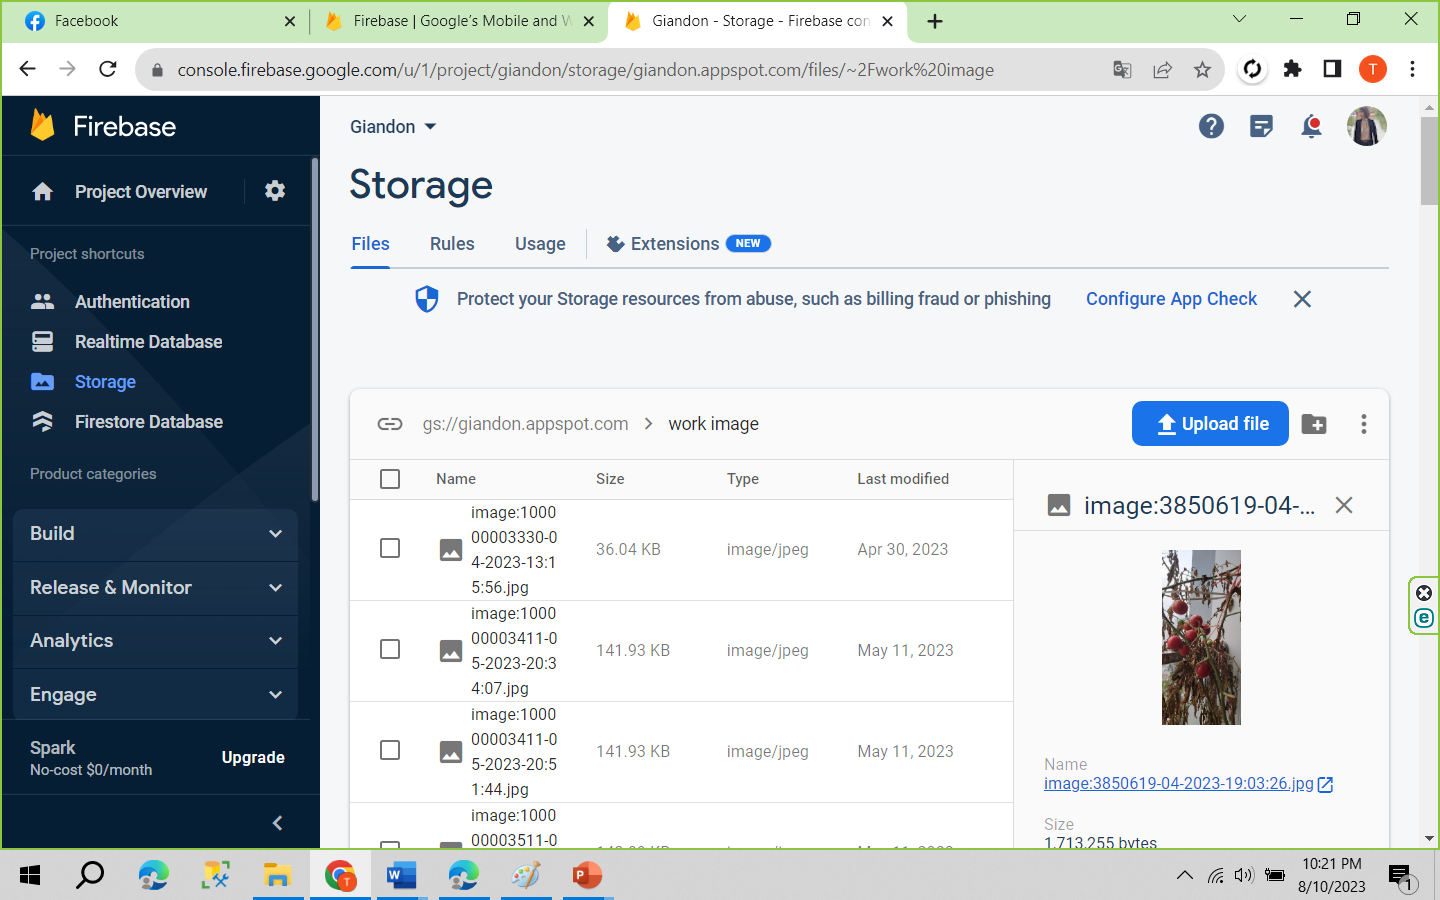 Facebook
Firebase | Google's Mobile and W
Giandon - Storage - Firebase con
console.firebase.google.com/u/1/project/giandon/storage/giandon.appspot.com/files/~2Fwork%20image
T
Firebase
Project Overview
Project shortcuts
Authentication
Realtime Database
Storage
Firestore Database
Product categories
Build
Release & Monitor
Analytics
Engage
Spark
No-cost $0/month
Upgrade
Giandon
Storage
Files Rules Usage Extensions NEW
Protect your Storage resources from abuse, such as billing fraud or phishing Configure App Check
gs://giandon.appspot.com > work image
Upload file
Name Size Type Last modified
image:1000
00003330-0
4-2023-13:1
5:56.jpg
36.04 KB image/jpeg Apr 30, 2023
image:1000
00003411-0
5-2023-20:3
4:07.jpg
141.93 KB image/jpeg May 11, 2023
image:1000
00003411-0
5-2023-20:5
1:44.jpg
141.93 KB image/jpeg May 11, 2023
image:1000
00003511-0
image:3850619-04-...
Name
image:3850619-04-2023-19:03:26.jpg
Size
1,713,255 bytes
10:21 PM
8/10/2023
1